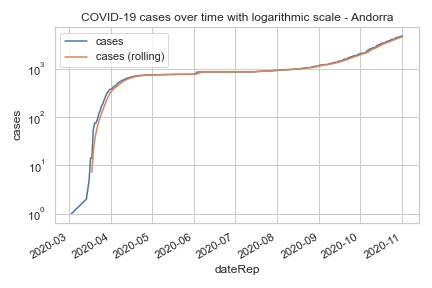 COVID-19 cases over time with logarithmic scale - Andorra
cases
cases (rolling)
10³
10²
10¹
10⁰
cases
2020-03
2020-04
2020-05
2020-06
2020-07
2020-08
2020-09
2020-10
2020-11
dateRep